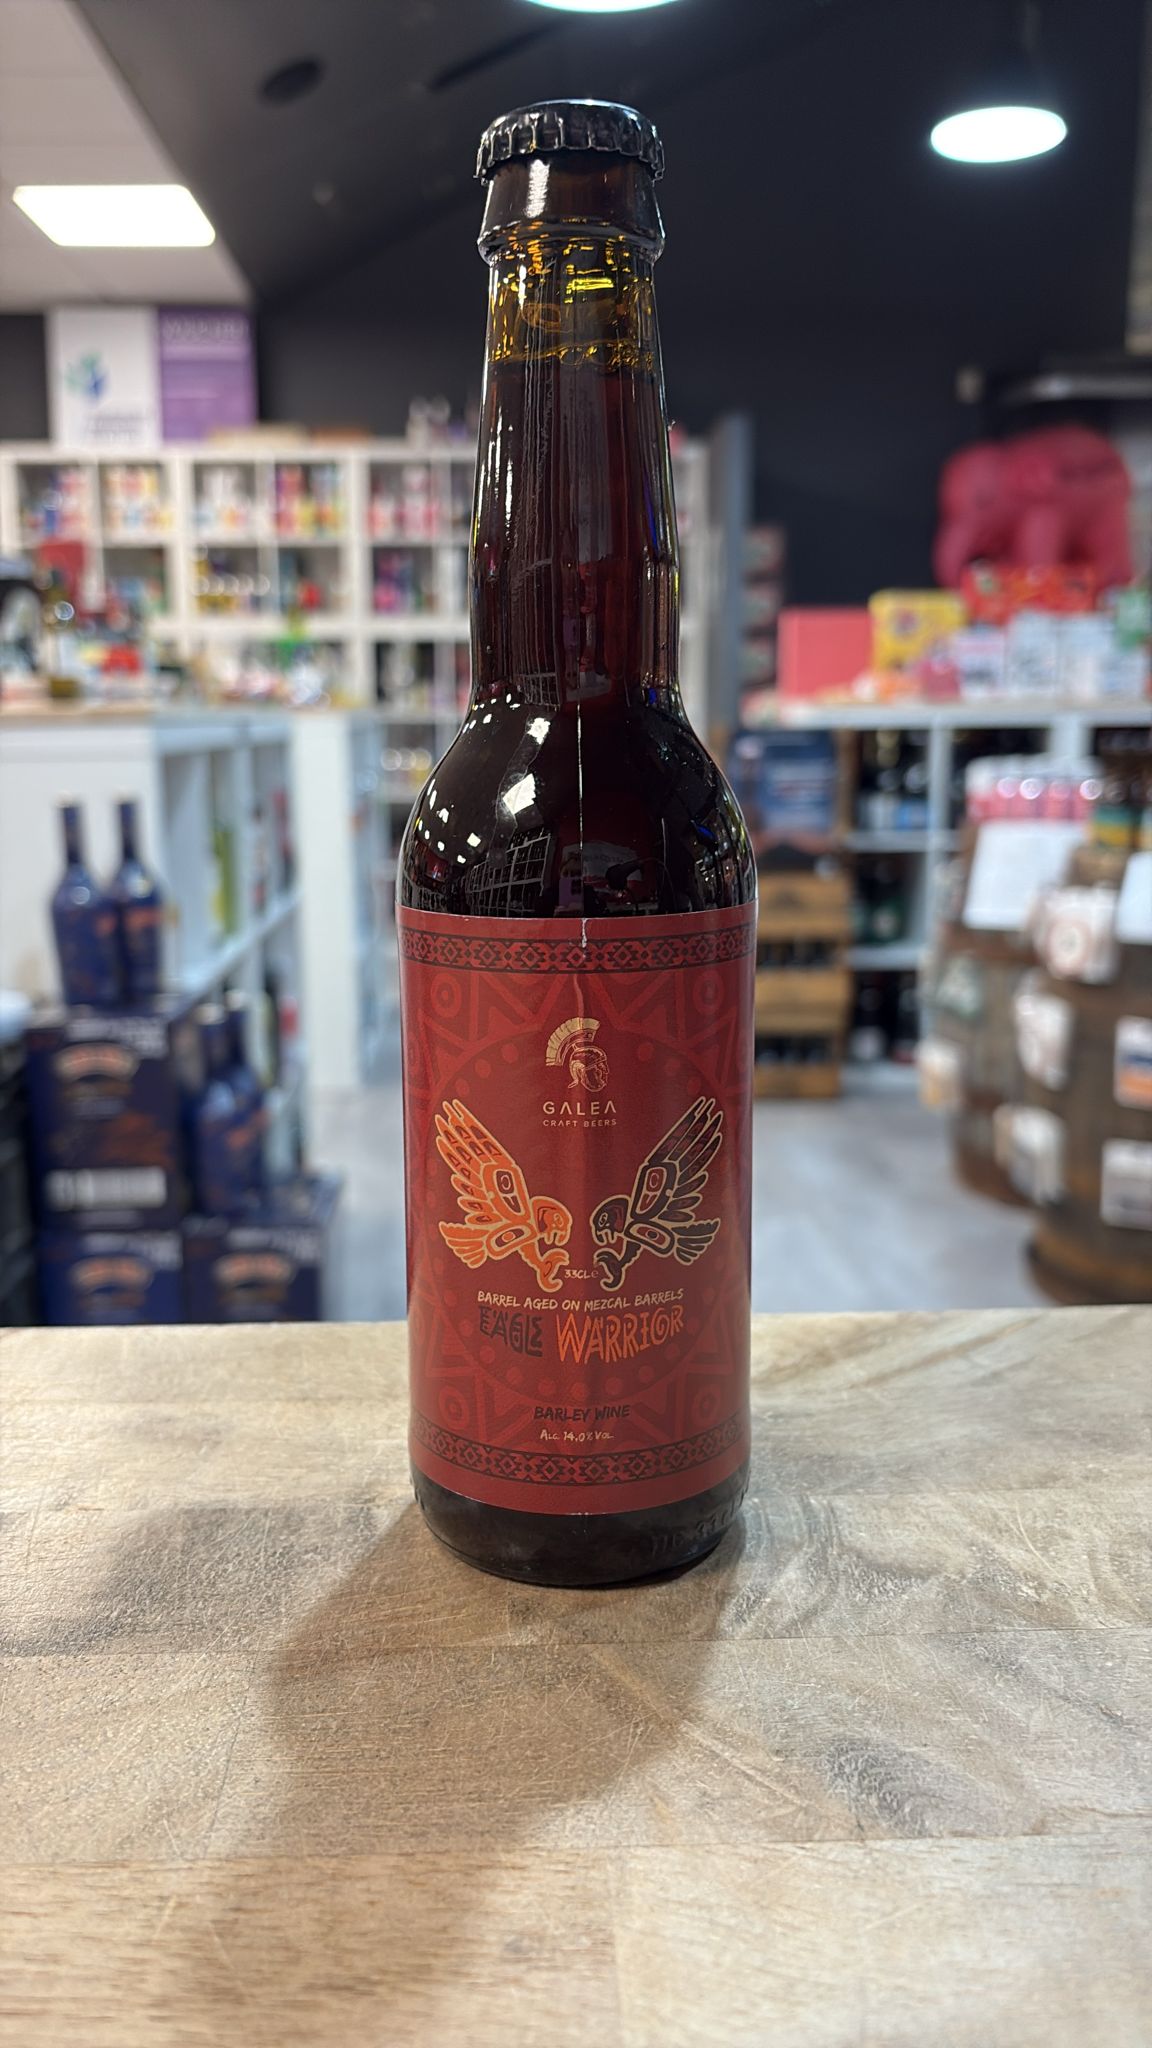 GALEA
CRAFT BEERS
33CL e
BARREL AGED ON MEZCAL BARRELS
EAGLE WARRIOR
BARLEY WINE
ALC. 14,0% VOL.